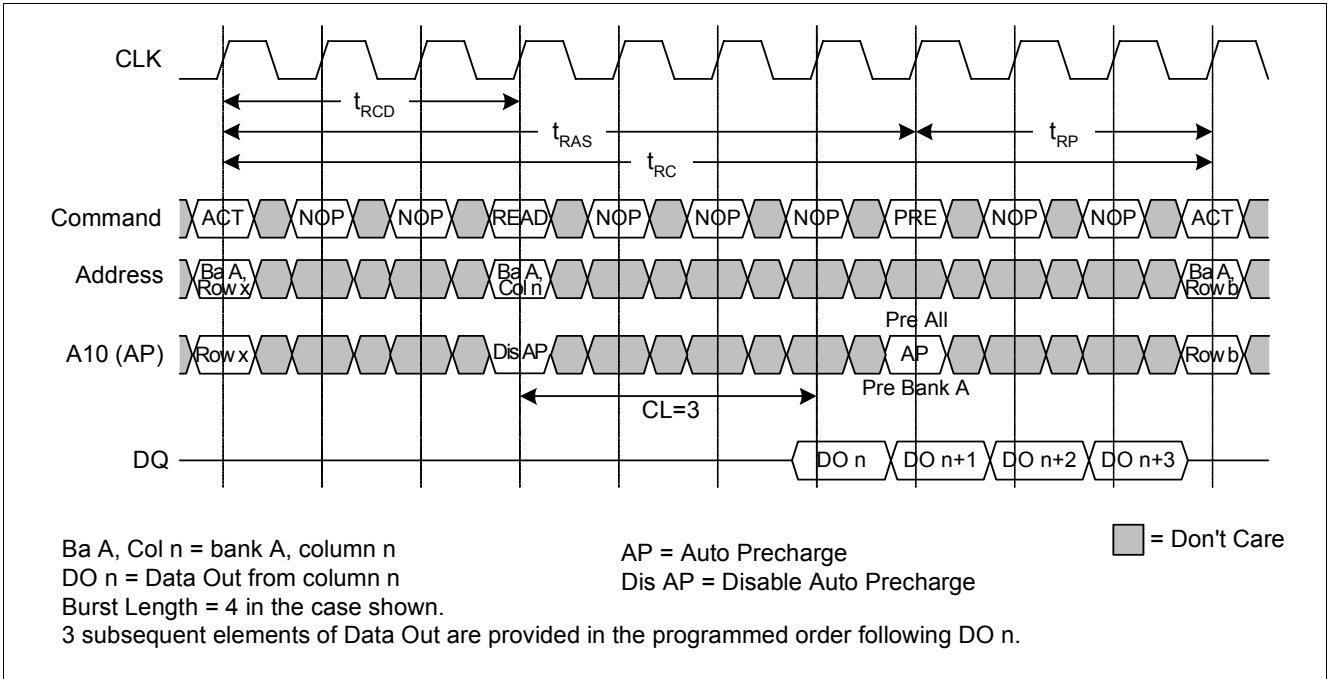 CLK
tRCD
tRAS
tRP
tRC
Command ACT NOP NOP READ NOP NOP NOP PRE NOP NOP ACT
Address Ba A, Row x Ba A, Col n Ba A, Row b
Pre All
A10 (AP) Row x Dis AP AP Row b
Pre Bank A
CL=3
DQ DO n DO n+1 DO n+2 DO n+3
Ba A, Col n = bank A, column n
DO n = Data Out from column n
Burst Length = 4 in the case shown.
3 subsequent elements of Data Out are provided in the programmed order following DO n.
AP = Auto Precharge
Dis AP = Disable Auto Precharge
= Don't Care